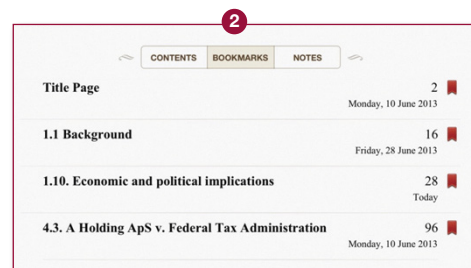 2
CONTENTS BOOKMARKS NOTES
Title Page 2
Monday, 10 June 2013
1.1 Background 16
Friday, 28 June 2013
1.10. Economic and political implications 28
Today
4.3. A Holding ApS v. Federal Tax Administration 96
Monday, 10 June 2013